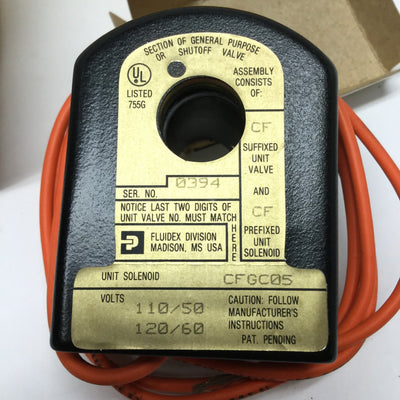 SECTION OF GENERAL PURPOSE
OR SHUTOFF VALVE
UL
LISTED
755G
ASSEMBLY
CONSISTS
OF:
CF
SUFFIXED
UNIT
VALVE
AND
CF
PREFIXED
UNIT
SOLENOID
SER. NO. 0394
NOTICE LAST TWO DIGITS OF
UNIT VALVE NO. MUST MATCH
HERE
FLUIDEX DIVISION
MADISON, MS USA
UNIT SOLENOID CFGC05
VOLTS 110/50
120/60
CAUTION: FOLLOW
MANUFACTURER'S
INSTRUCTIONS
PAT. PENDING